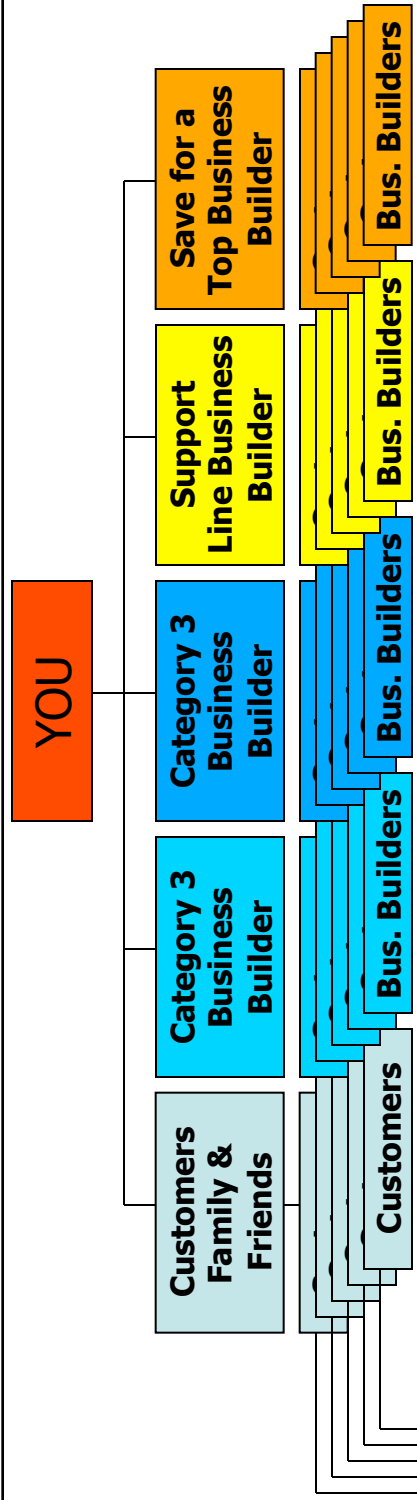 YOU
Customers
Family &
Friends
Category 3
Business
Builder
Category 3
Business
Builder
Support
Line Business
Builder
Save for a
Top Business
Builder
Customers
Bus. Builders
Bus. Builders
Bus. Builders
Bus. Builders